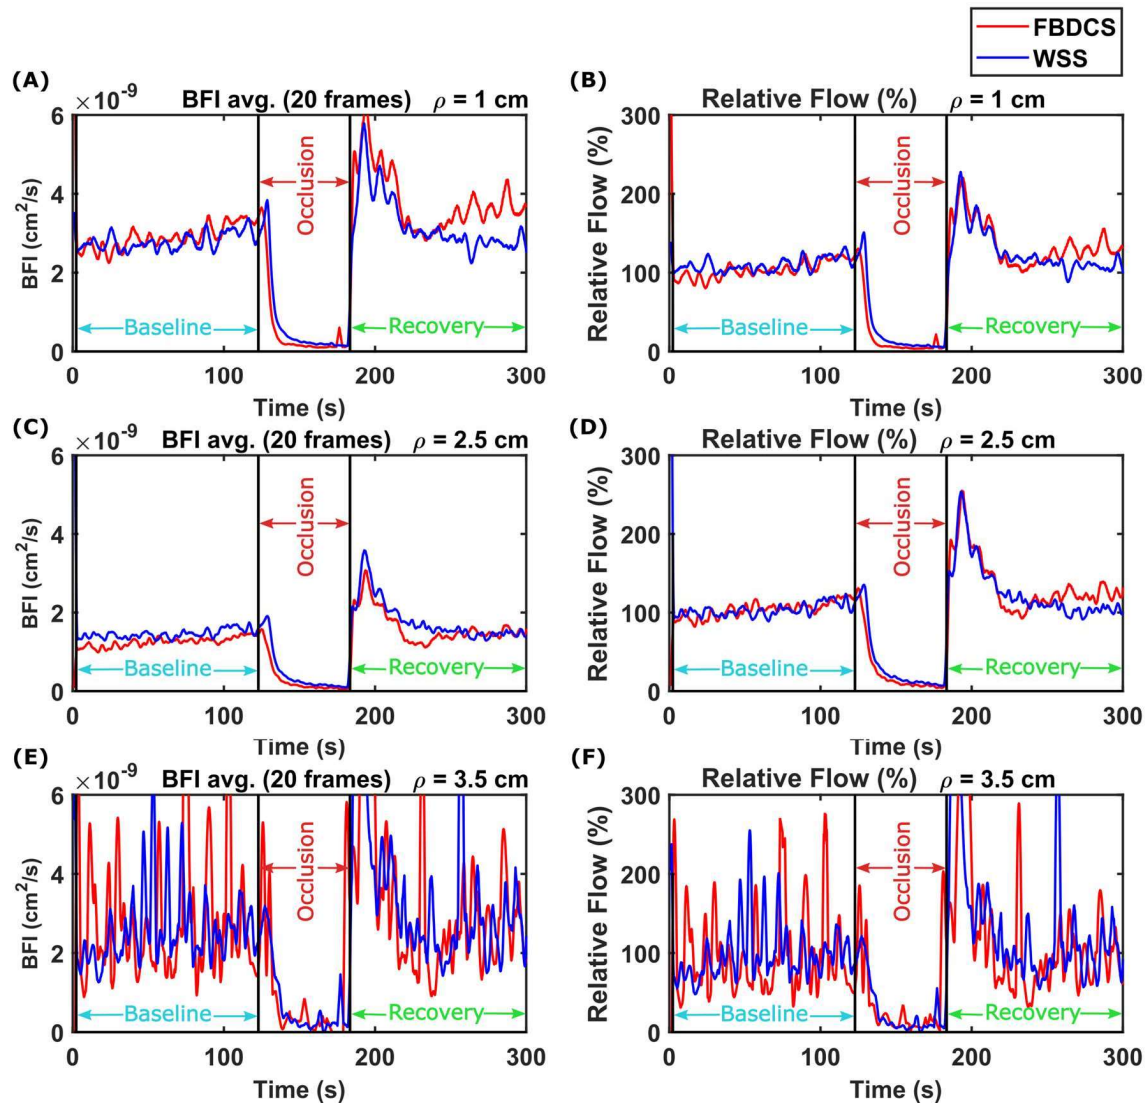 FBDCS
WSS
(A)
×10⁻⁹
BFI avg. (20 frames) ρ = 1 cm
6
4
2
0
BFI (cm²/s)
Occlusion
Baseline
Recovery
0 100 200 300
Time (s)
(B)
Relative Flow (%) ρ = 1 cm
300
200
100
0
Relative Flow (%)
Occlusion
Baseline
Recovery
0 100 200 300
Time (s)
(C)
×10⁻⁹
BFI avg. (20 frames) ρ = 2.5 cm
6
4
2
0
BFI (cm²/s)
Occlusion
Baseline
Recovery
0 100 200 300
Time (s)
(D)
Relative Flow (%) ρ = 2.5 cm
300
200
100
0
Relative Flow (%)
Occlusion
Baseline
Recovery
0 100 200 300
Time (s)
(E)
×10⁻⁹
BFI avg. (20 frames) ρ = 3.5 cm
6
4
2
0
BFI (cm²/s)
Occlusion
Baseline
Recovery
0 100 200 300
Time (s)
(F)
Relative Flow (%) ρ = 3.5 cm
300
200
100
0
Relative Flow (%)
Occlusion
Baseline
Recovery
0 100 200 300
Time (s)